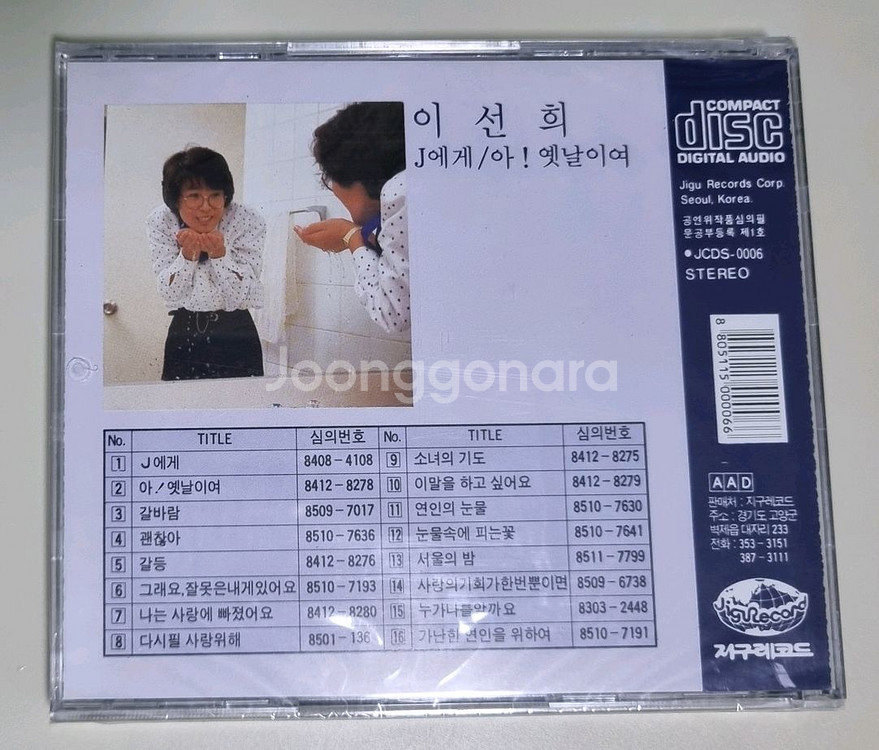 이 선 희
J에게/아! 옛날이여
COMPACT
disc
DIGITAL AUDIO
Jigu Records Corp.
Seoul, Korea.
공연위작품심의필
문공부등록 제1호
●JCDS-0006
STEREO
8 805115 000066
AAD
판매처 : 지구레코드
주소 : 경기도 고양군
벽제읍 대자리 233
전화 : 353-3151
387-3111
Jigu Record
지구레코드
Joonggonara
No. TITLE 심의번호 No. TITLE 심의번호
1 J에게 8408-4108 9 소녀의 기도 8412-8275
2 아! 옛날이여 8412-8278 10 이말을 하고 싶어요 8412-8279
3 갈바람 8509-7017 11 연인의 눈물 8510-7630
4 괜찮아 8510-7636 12 눈물속에 피는꽃 8510-7641
5 갈등 8412-8276 13 서울의 밤 8511-7799
6 그래요,잘못은내게있어요 8510-7193 14 사랑의기회가한번뿐이면 8509-6738
7 나는 사랑에 빠졌어요 8412-8280 15 누가나를알까요 8303-2448
8 다시필 사랑위해 8501-136 16 가난한 연인을 위하여 8510-7191